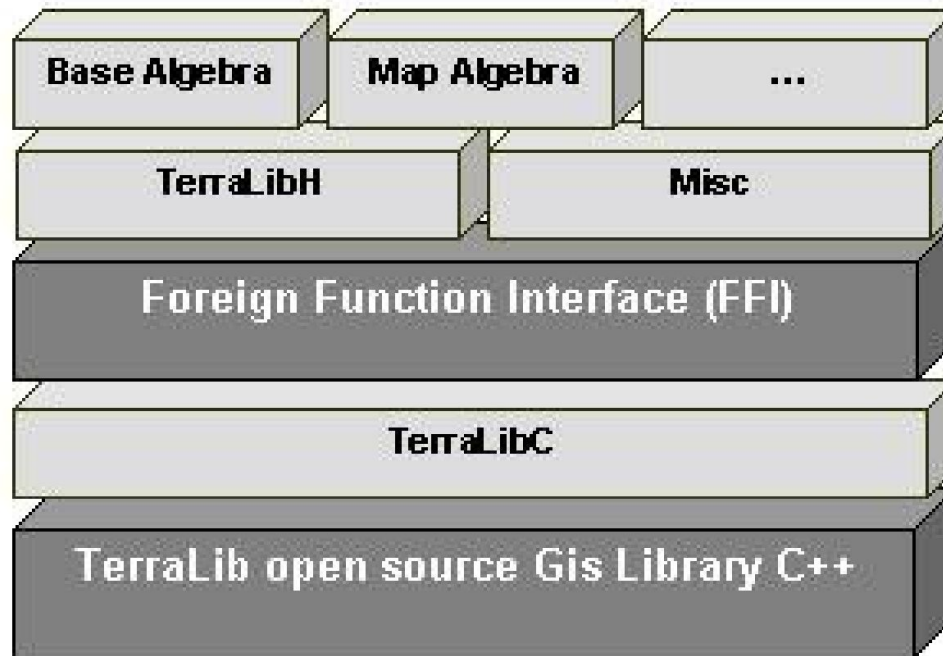 Base Algebra
Map Algebra
...
TerraLibH
Misc
Foreign Function Interface (FFI)
TerraLibC
TerraLib open source Gis Library C++